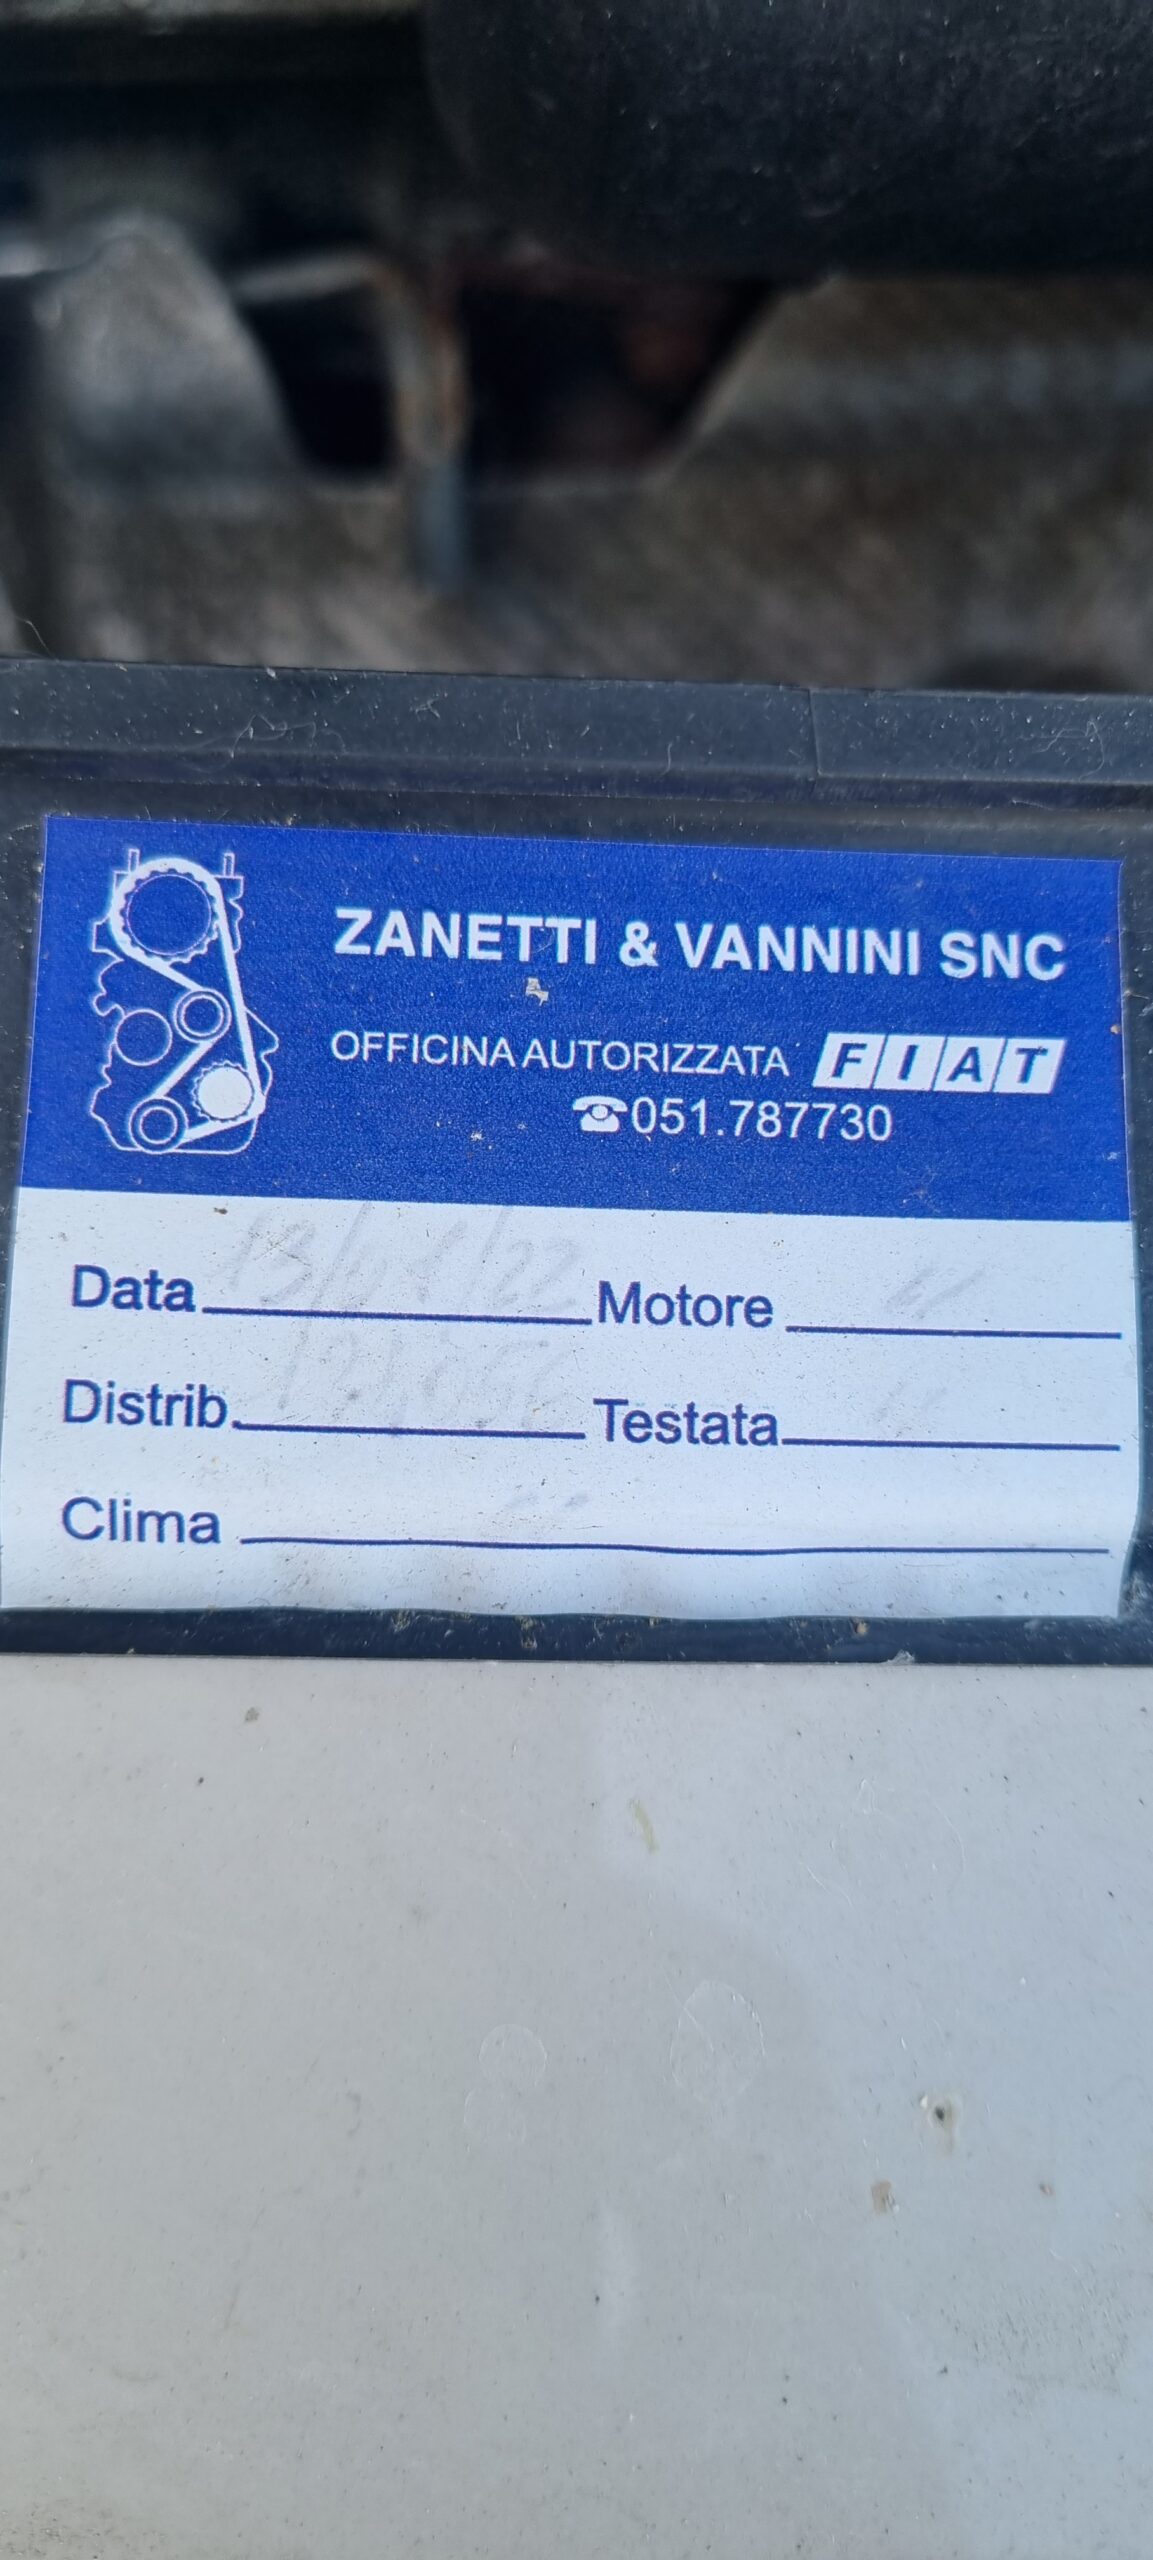 ZANETTI & VANNINI SNC
OFFICINA AUTORIZZATA FIAT
051.787730
Data Motore
Distrib. Testata
Clima